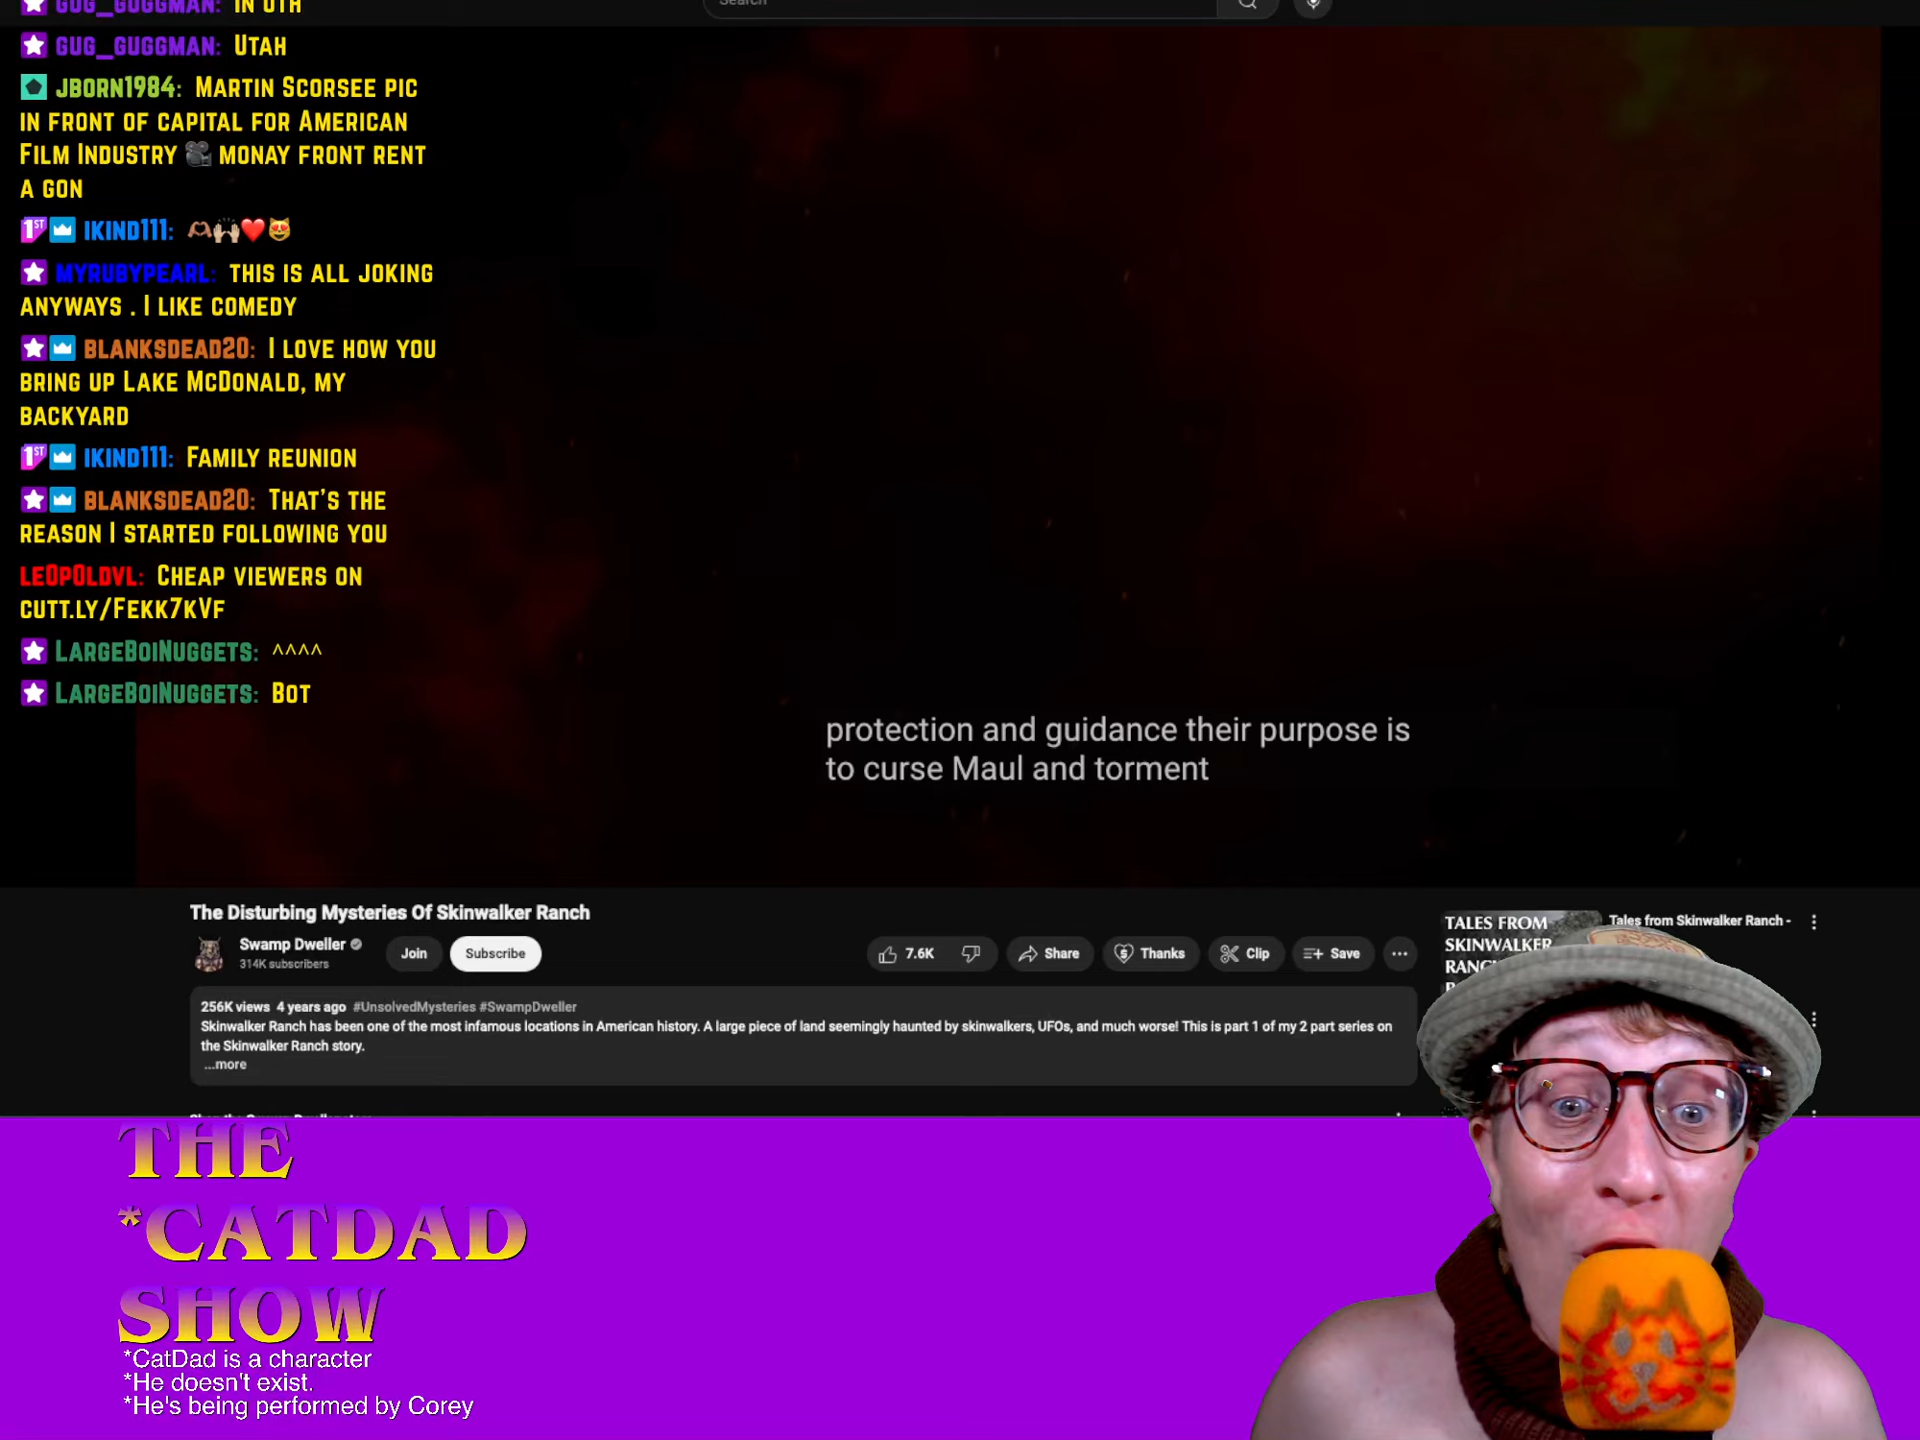 GUG_GUGGMAN: IN UTH
GUG_GUGGMAN: UTAH
JBORN1984: MARTIN SCORSEE PIC
IN FRONT OF CAPITAL FOR AMERICAN
FILM INDUSTRY 🎥 MONAY FRONT RENT
A GON
1ST IKIND111: 🫶🏽🙌🏻❤️😻
MYRUBYPEARL: THIS IS ALL JOKING
ANYWAYS . I LIKE COMEDY
BLANKSDEAD20: I LOVE HOW YOU
BRING UP LAKE MCDONALD, MY
BACKYARD
1ST IKIND111: FAMILY REUNION
BLANKSDEAD20: THAT'S THE
REASON I STARTED FOLLOWING YOU
LE0P0LDVL: CHEAP VIEWERS ON
CUTT.LY/FEKK7KVF
LARGEBOINUGGETS: ^^^^
LARGEBOINUGGETS: BOT
Search
protection and guidance their purpose is
to curse Maul and torment
The Disturbing Mysteries Of Skinwalker Ranch
Swamp Dweller
314K subscribers
Join
Subscribe
7.6K
Share
Thanks
Clip
Save
256K views 4 years ago #UnsolvedMysteries #SwampDweller
Skinwalker Ranch has been one of the most infamous locations in American history. A large piece of land seemingly haunted by skinwalkers, UFOs, and much worse! This is part 1 of my 2 part series on
the Skinwalker Ranch story.
...more
TALES FROM
SKINWALKER
Tales from Skinwalker Ranch -
THE
*CATDAD
SHOW
*CatDad is a character
*He doesn't exist.
*He's being performed by Corey